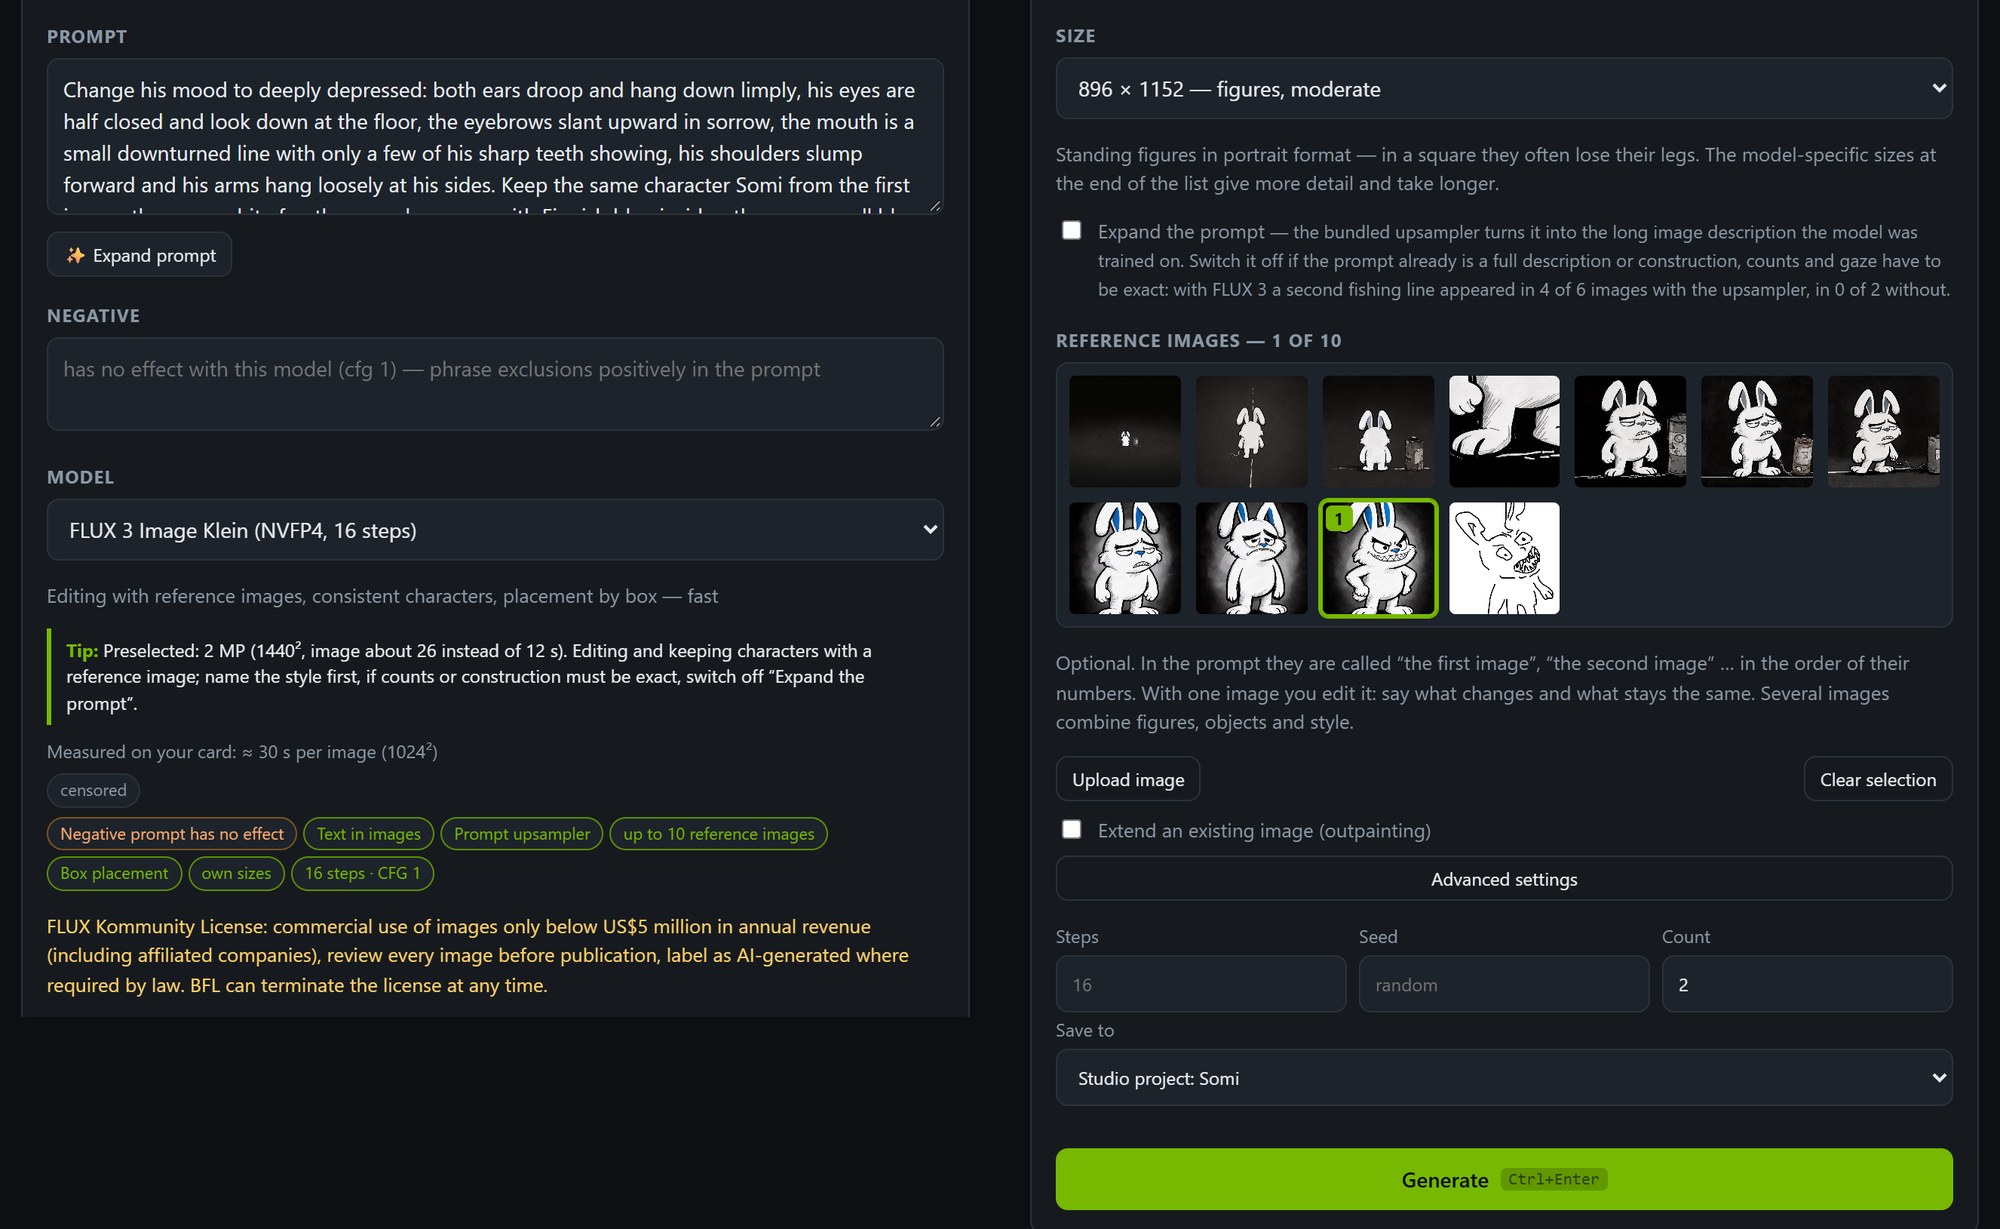 PROMPT
Change his mood to deeply depressed: both ears droop and hang down limply, his eyes are
half closed and look down at the floor, the eyebrows slant upward in sorrow, the mouth is a
small downturned line with only a few of his sharp teeth showing, his shoulders slump
forward and his arms hang loosely at his sides. Keep the same character Somi from the first
✨ Expand prompt
NEGATIVE
has no effect with this model (cfg 1) — phrase exclusions positively in the prompt
MODEL
FLUX 3 Image Klein (NVFP4, 16 steps)
Editing with reference images, consistent characters, placement by box — fast
Tip: Preselected: 2 MP (1440², image about 26 instead of 12 s). Editing and keeping characters with a
reference image; name the style first, if counts or construction must be exact, switch off “Expand the
prompt”.
Measured on your card: ≈ 30 s per image (1024²)
censored
Negative prompt has no effect
Text in images
Prompt upsampler
up to 10 reference images
Box placement
own sizes
16 steps · CFG 1
FLUX Kommunity License: commercial use of images only below US$5 million in annual revenue
(including affiliated companies), review every image before publication, label as AI-generated where
required by law. BFL can terminate the license at any time.
SIZE
896 × 1152 — figures, moderate
Standing figures in portrait format — in a square they often lose their legs. The model-specific sizes at
the end of the list give more detail and take longer.
Expand the prompt — the bundled upsampler turns it into the long image description the model was
trained on. Switch it off if the prompt already is a full description or construction, counts and gaze have to
be exact: with FLUX 3 a second fishing line appeared in 4 of 6 images with the upsampler, in 0 of 2 without.
REFERENCE IMAGES — 1 OF 10
1
Optional. In the prompt they are called “the first image”, “the second image” … in the order of their
numbers. With one image you edit it: say what changes and what stays the same. Several images
combine figures, objects and style.
Upload image
Clear selection
Extend an existing image (outpainting)
Advanced settings
Steps
Seed
Count
16
random
2
Save to
Studio project: Somi
Generate Ctrl+Enter